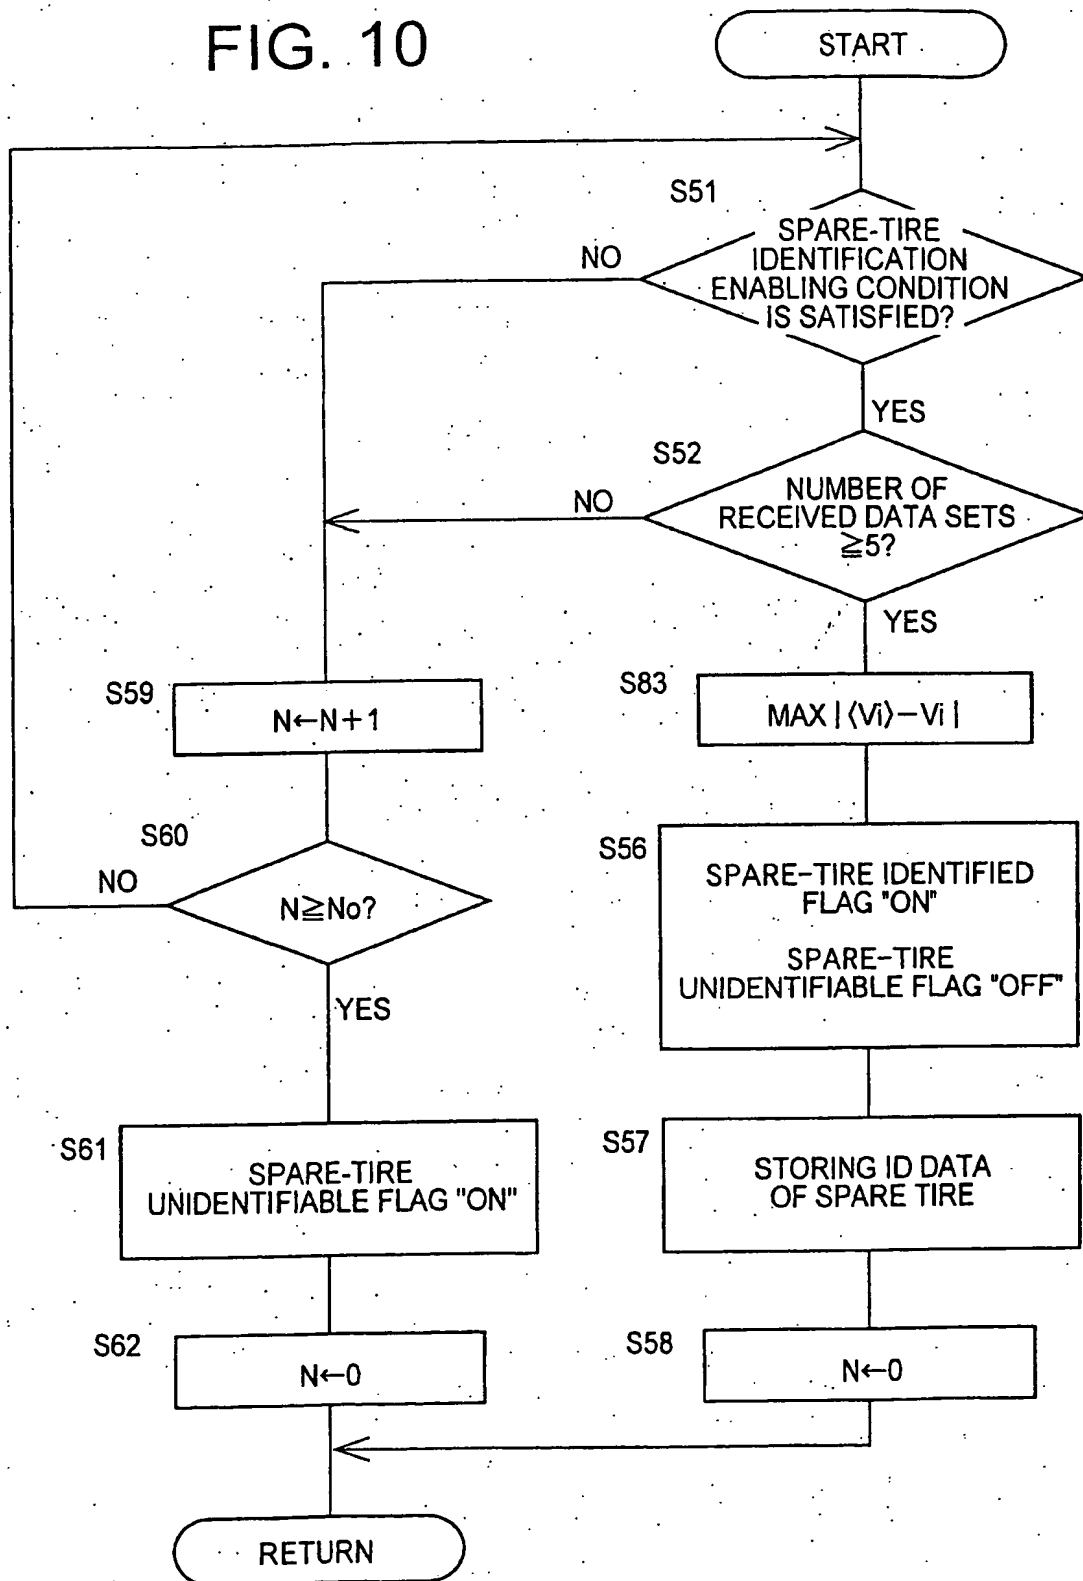 FIG. 10
START
S51
SPARE-TIRE
IDENTIFICATION
ENABLING CONDITION
IS SATISFIED?
NO
YES
S52
NUMBER OF
RECEIVED DATA SETS
≧5?
NO
YES
S59
N←N+1
S83
MAX | ⟨Vi⟩−Vi |
S60
N≧No?
NO
YES
S56
SPARE-TIRE IDENTIFIED
FLAG "ON"
SPARE-TIRE
UNIDENTIFIABLE FLAG "OFF"
S61
SPARE-TIRE
UNIDENTIFIABLE FLAG "ON"
S57
STORING ID DATA
OF SPARE TIRE
S62
N←0
S58
N←0
RETURN